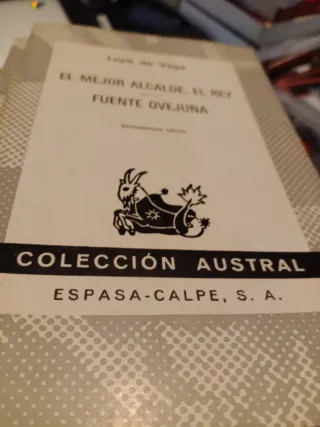 Lope de Vega
EL MEJOR ALCALDE, EL REY
FUENTE OVEJUNA
COLECCIÓN AUSTRAL
ESPASA-CALPE, S. A.